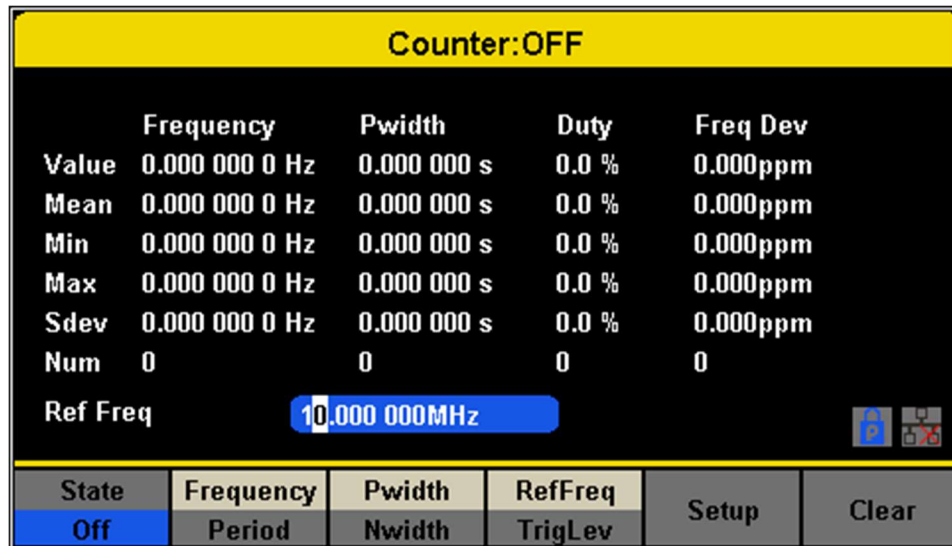 Counter:OFF
Frequency Pwidth Duty Freq Dev
Value 0.000 000 0 Hz 0.000 000 s 0.0 % 0.000ppm
Mean 0.000 000 0 Hz 0.000 000 s 0.0 % 0.000ppm
Min 0.000 000 0 Hz 0.000 000 s 0.0 % 0.000ppm
Max 0.000 000 0 Hz 0.000 000 s 0.0 % 0.000ppm
Sdev 0.000 000 0 Hz 0.000 000 s 0.0 % 0.000ppm
Num 0 0 0 0
Ref Freq 10.000 000MHz
P
State Frequency Pwidth RefFreq Setup Clear
Off Period Nwidth TrigLev